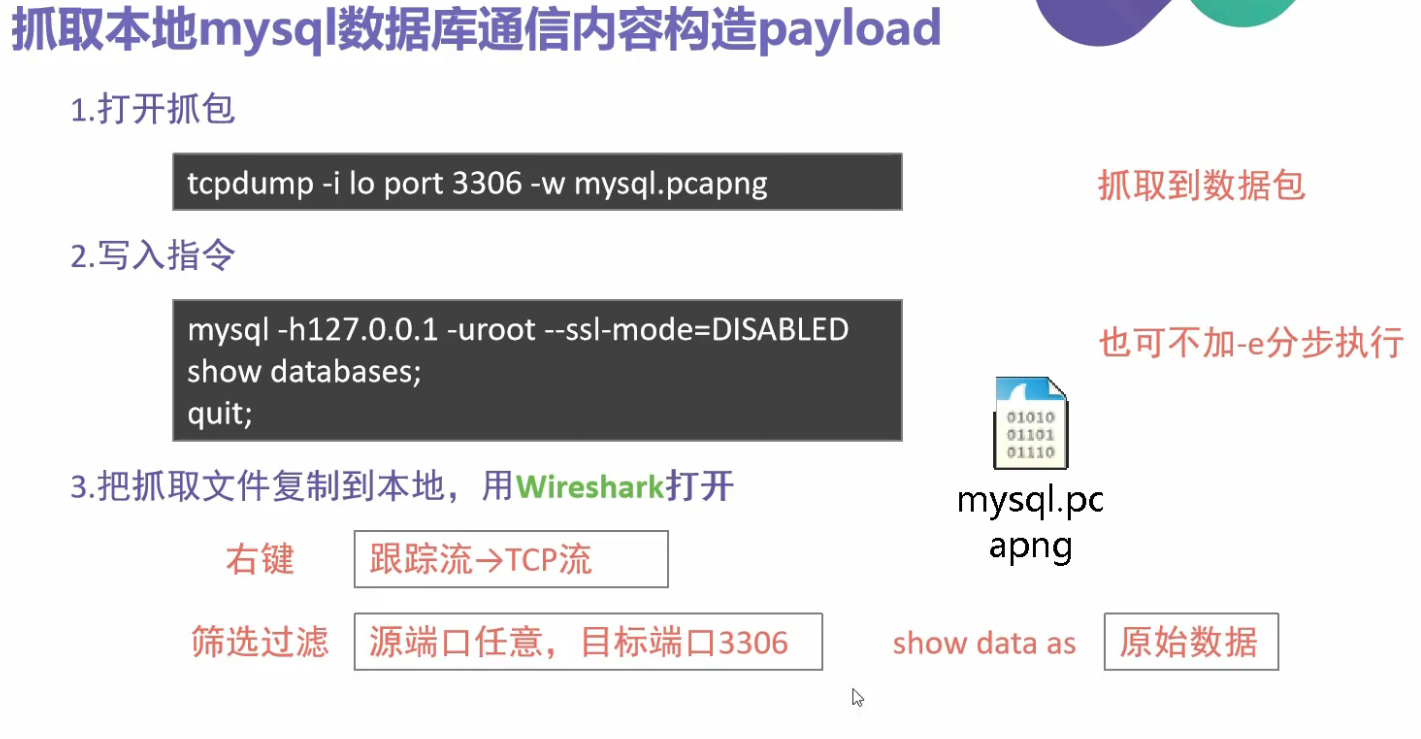 抓取本地mysql数据库通信内容构造payload
1.打开抓包
tcpdump -i lo port 3306 -w mysql.pcapng
抓取到数据包
2.写入指令
mysql -h127.0.0.1 -uroot --ssl-mode=DISABLED
show databases;
quit;
也可不加-e分步执行
01010
01101
01110
mysql.pc
apng
3.把抓取文件复制到本地，用Wireshark打开
右键
跟踪流→TCP流
筛选过滤
源端口任意，目标端口3306
show data as
原始数据